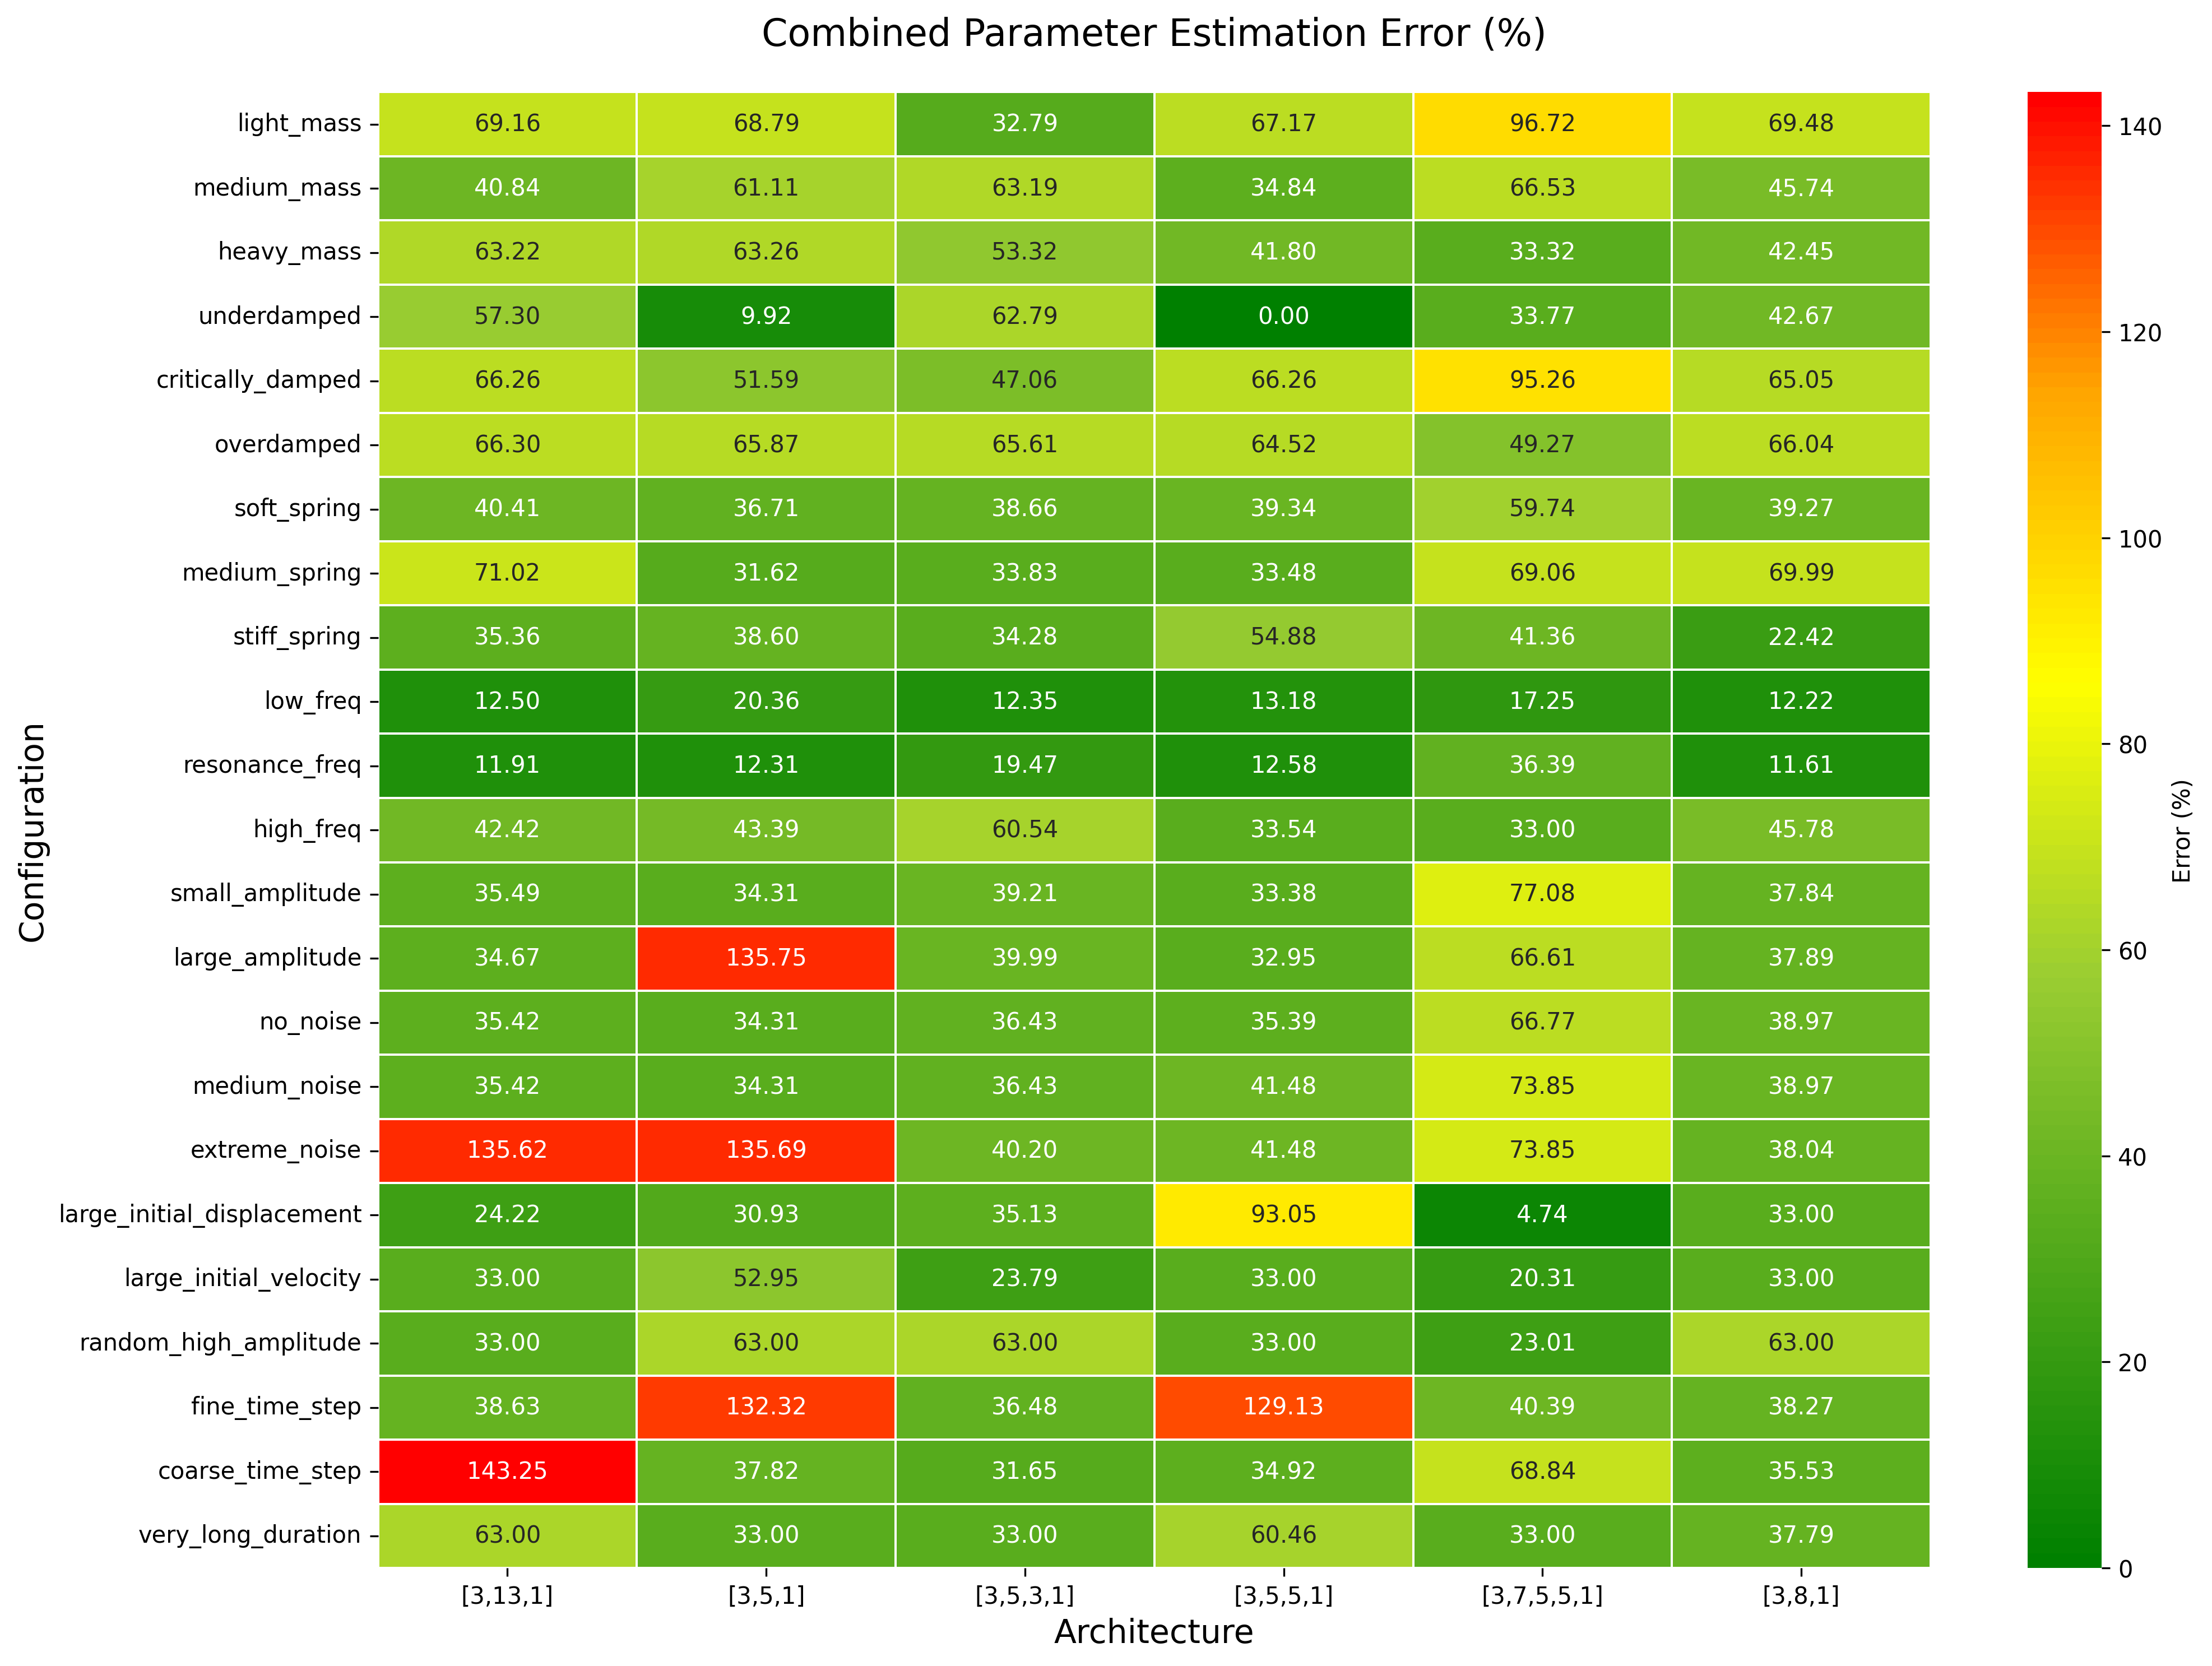 Combined Parameter Estimation Error (%)
light_mass 69.16 68.79 32.79 67.17 96.72 69.48
medium_mass 40.84 61.11 63.19 34.84 66.53 45.74
heavy_mass 63.22 63.26 53.32 41.80 33.32 42.45
underdamped 57.30 9.92 62.79 0.00 33.77 42.67
critically_damped 66.26 51.59 47.06 66.26 95.26 65.05
overdamped 66.30 65.87 65.61 64.52 49.27 66.04
soft_spring 40.41 36.71 38.66 39.34 59.74 39.27
medium_spring 71.02 31.62 33.83 33.48 69.06 69.99
stiff_spring 35.36 38.60 34.28 54.88 41.36 22.42
low_freq 12.50 20.36 12.35 13.18 17.25 12.22
resonance_freq 11.91 12.31 19.47 12.58 36.39 11.61
high_freq 42.42 43.39 60.54 33.54 33.00 45.78
small_amplitude 35.49 34.31 39.21 33.38 77.08 37.84
large_amplitude 34.67 135.75 39.99 32.95 66.61 37.89
no_noise 35.42 34.31 36.43 35.39 66.77 38.97
medium_noise 35.42 34.31 36.43 41.48 73.85 38.97
extreme_noise 135.62 135.69 40.20 41.48 73.85 38.04
large_initial_displacement 24.22 30.93 35.13 93.05 4.74 33.00
large_initial_velocity 33.00 52.95 23.79 33.00 20.31 33.00
random_high_amplitude 33.00 63.00 63.00 33.00 23.01 63.00
fine_time_step 38.63 132.32 36.48 129.13 40.39 38.27
coarse_time_step 143.25 37.82 31.65 34.92 68.84 35.53
very_long_duration 63.00 33.00 33.00 60.46 33.00 37.79
[3,13,1] [3,5,1] [3,5,3,1] [3,5,5,1] [3,7,5,5,1] [3,8,1]
Architecture
Configuration
140
120
100
80
60
40
20
0
Error (%)